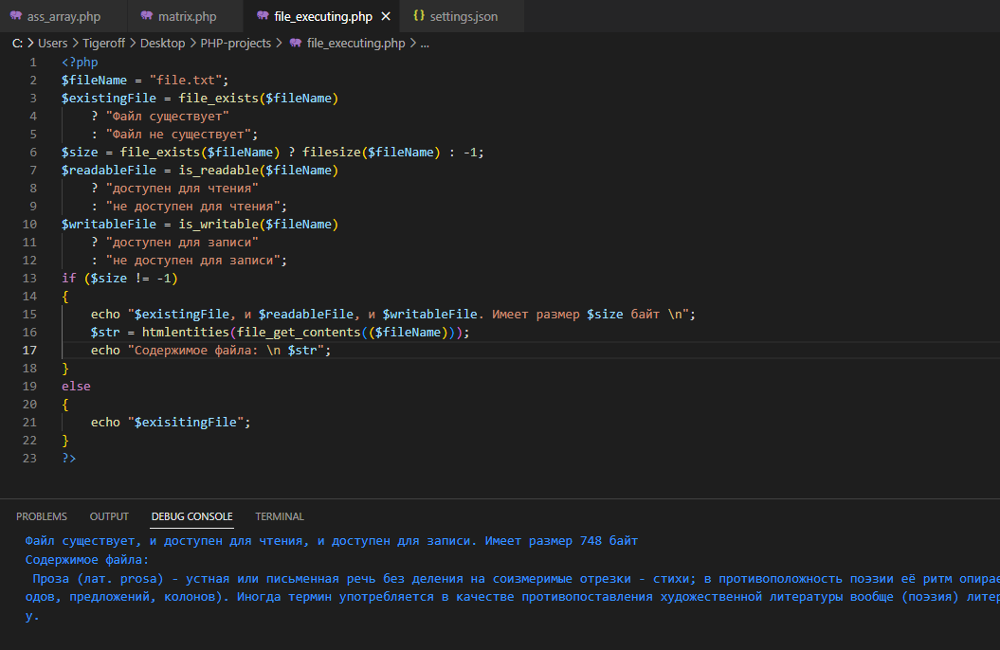 ass_array.php matrix.php file_executing.php settings.json
C: > Users > Tigeroff > Desktop > PHP-projects > file_executing.php > ...
1 <?php
2 $fileName = "file.txt";
3 $existingFile = file_exists($fileName)
4 ? "Файл существует"
5 : "Файл не существует";
6 $size = file_exists($fileName) ? filesize($fileName) : -1;
7 $readableFile = is_readable($fileName)
8 ? "доступен для чтения"
9 : "не доступен для чтения";
10 $writableFile = is_writable($fileName)
11 ? "доступен для записи"
12 : "не доступен для записи";
13 if ($size != -1)
14 {
15 echo "$existingFile, и $readableFile, и $writableFile. Имеет размер $size байт \n";
16 $str = htmlentities(file_get_contents(($fileName)));
17 echo "Содержимое файла: \n $str";
18 }
19 else
20 {
21 echo "$exisitingFile";
22 }
23 ?>
PROBLEMS OUTPUT DEBUG CONSOLE TERMINAL
Файл существует, и доступен для чтения, и доступен для записи. Имеет размер 748 байт
Содержимое файла:
Проза (лат. prosa) - устная или письменная речь без деления на соизмеримые отрезки - стихи; в противоположность поэзии её ритм опирае
одов, предложений, колонов). Иногда термин употребляется в качестве противопоставления художественной литературы вообще (поэзия) литер
у.